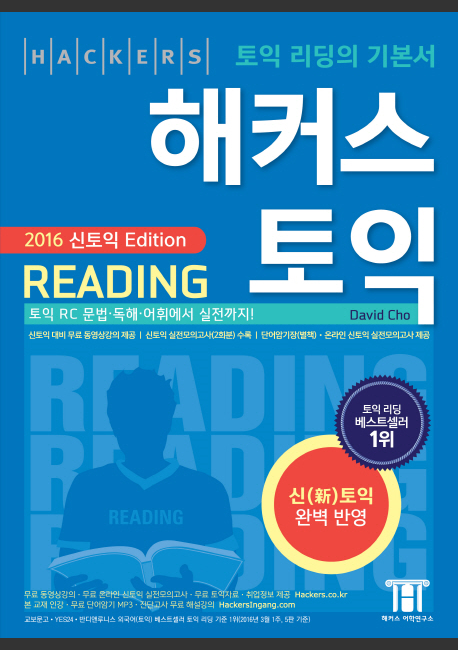 HACKERS
토익 리딩의 기본서
해커스
토익
2016 신토익 Edition
READING
토익 RC 문법·독해·어휘에서 실전까지!
David Cho
신토익 대비 무료 동영상강의 제공 | 신토익 실전모의고사(2회분) 수록 | 단어암기장(별책)·온라인 신토익 실전모의고사 제공
READING
READING
READING
토익 리딩
베스트셀러
1위
READING
신(新)토익
완벽 반영
무료 동영상강의·무료 온라인 신토익 실전모의고사·무료 토익자료·취업정보 제공 Hackers.co.kr
본 교재 인강·무료 단어암기 MP3·진단고사 무료 해설강의 HackersIngang.com
교보문고·YES24·반디앤루니스 외국어(토익) 베스트셀러 토익 리딩 기준 1위(2016년 3월 1주, 5판 기준)
해커스 어학연구소